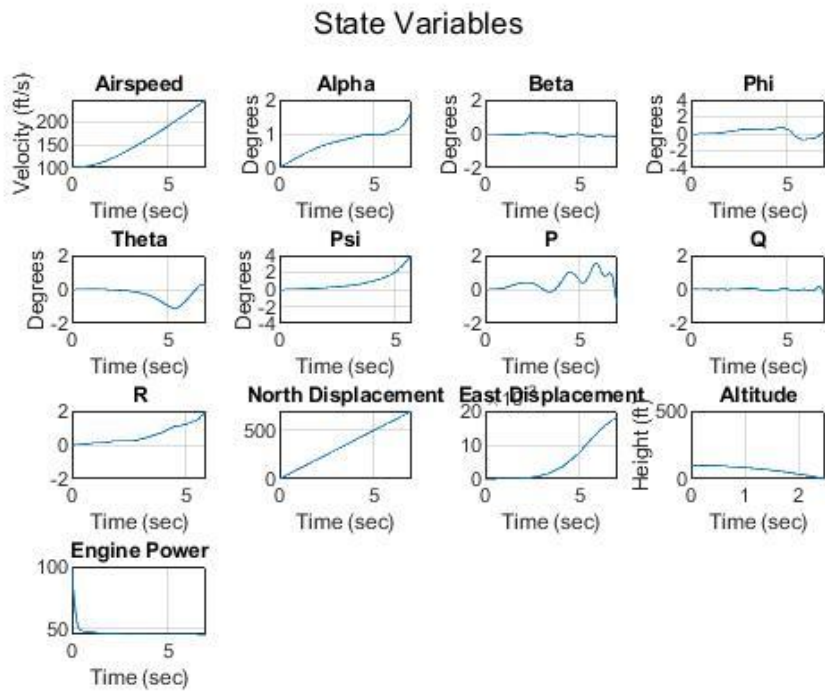 State Variables
Airspeed
Alpha
Beta
Phi
Velocity (ft/s)
200
150
100
0
5
Time (sec)
Degrees
2
1
0
0
5
Time (sec)
Degrees
2
0
-2
0
5
Time (sec)
Degrees
4
2
0
-2
-4
0
5
Time (sec)
Theta
Psi
P
Q
Degrees
2
0
-2
0
5
Time (sec)
Degrees
4
2
0
-2
-4
0
5
Time (sec)
Degrees
2
0
-2
0
5
Time (sec)
2
0
-2
0
5
Time (sec)
R
North Displacement
East Displacement
Altitude
2
0
-2
0
5
Time (sec)
500
0
0
5
Time (sec)
20
10
0
0
5
Time (sec)
Height (ft)
500
0
0
1
2
Time (sec)
Engine Power
100
50
0
5
Time (sec)